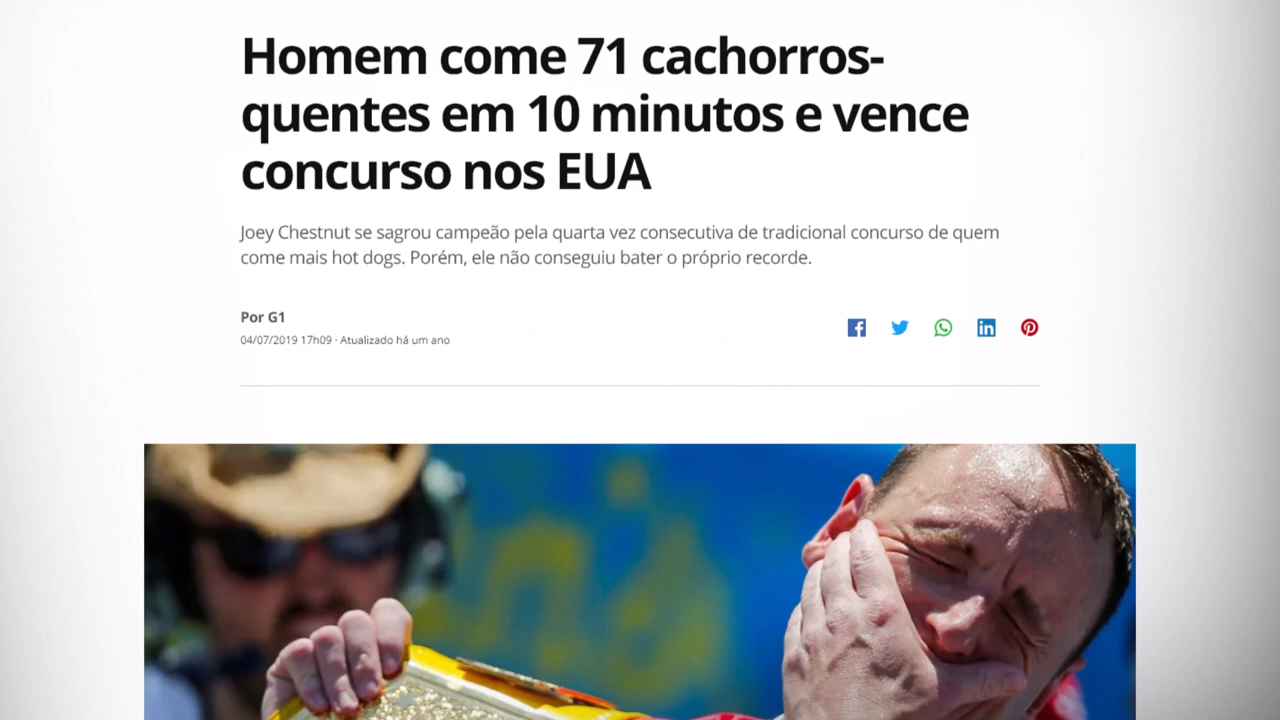 Homem come 71 cachorros-
quentes em 10 minutos e vence
concurso nos EUA
Joey Chestnut se sagrou campeão pela quarta vez consecutiva de tradicional concurso de quem
come mais hot dogs. Porém, ele não conseguiu bater o próprio recorde.
Por G1
04/07/2019 17h09 · Atualizado há um ano